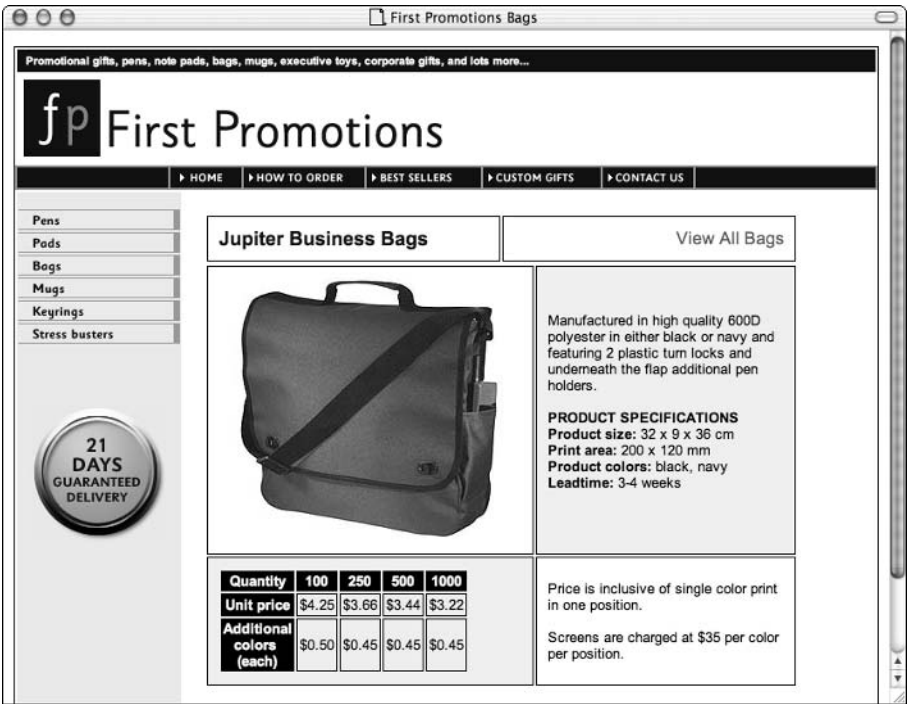 First Promotions Bags
Promotional gifts, pens, note pads, bags, mugs, executive toys, corporate gifts, and lots more...
fp First Promotions
HOME HOW TO ORDER BEST SELLERS CUSTOM GIFTS CONTACT US
Pens
Pads
Bags
Mugs
Keyrings
Stress busters
21
DAYS
GUARANTEED
DELIVERY
Jupiter Business Bags
View All Bags
Manufactured in high quality 600D
polyester in either black or navy and
featuring 2 plastic turn locks and
underneath the flap additional pen
holders.
PRODUCT SPECIFICATIONS
Product size: 32 x 9 x 36 cm
Print area: 200 x 120 mm
Product colors: black, navy
Leadtime: 3-4 weeks
Quantity 100 250 500 1000
Unit price $4.25 $3.66 $3.44 $3.22
Additional
colors
(each) $0.50 $0.45 $0.45 $0.45
Price is inclusive of single color print
in one position.
Screens are charged at $35 per color
per position.